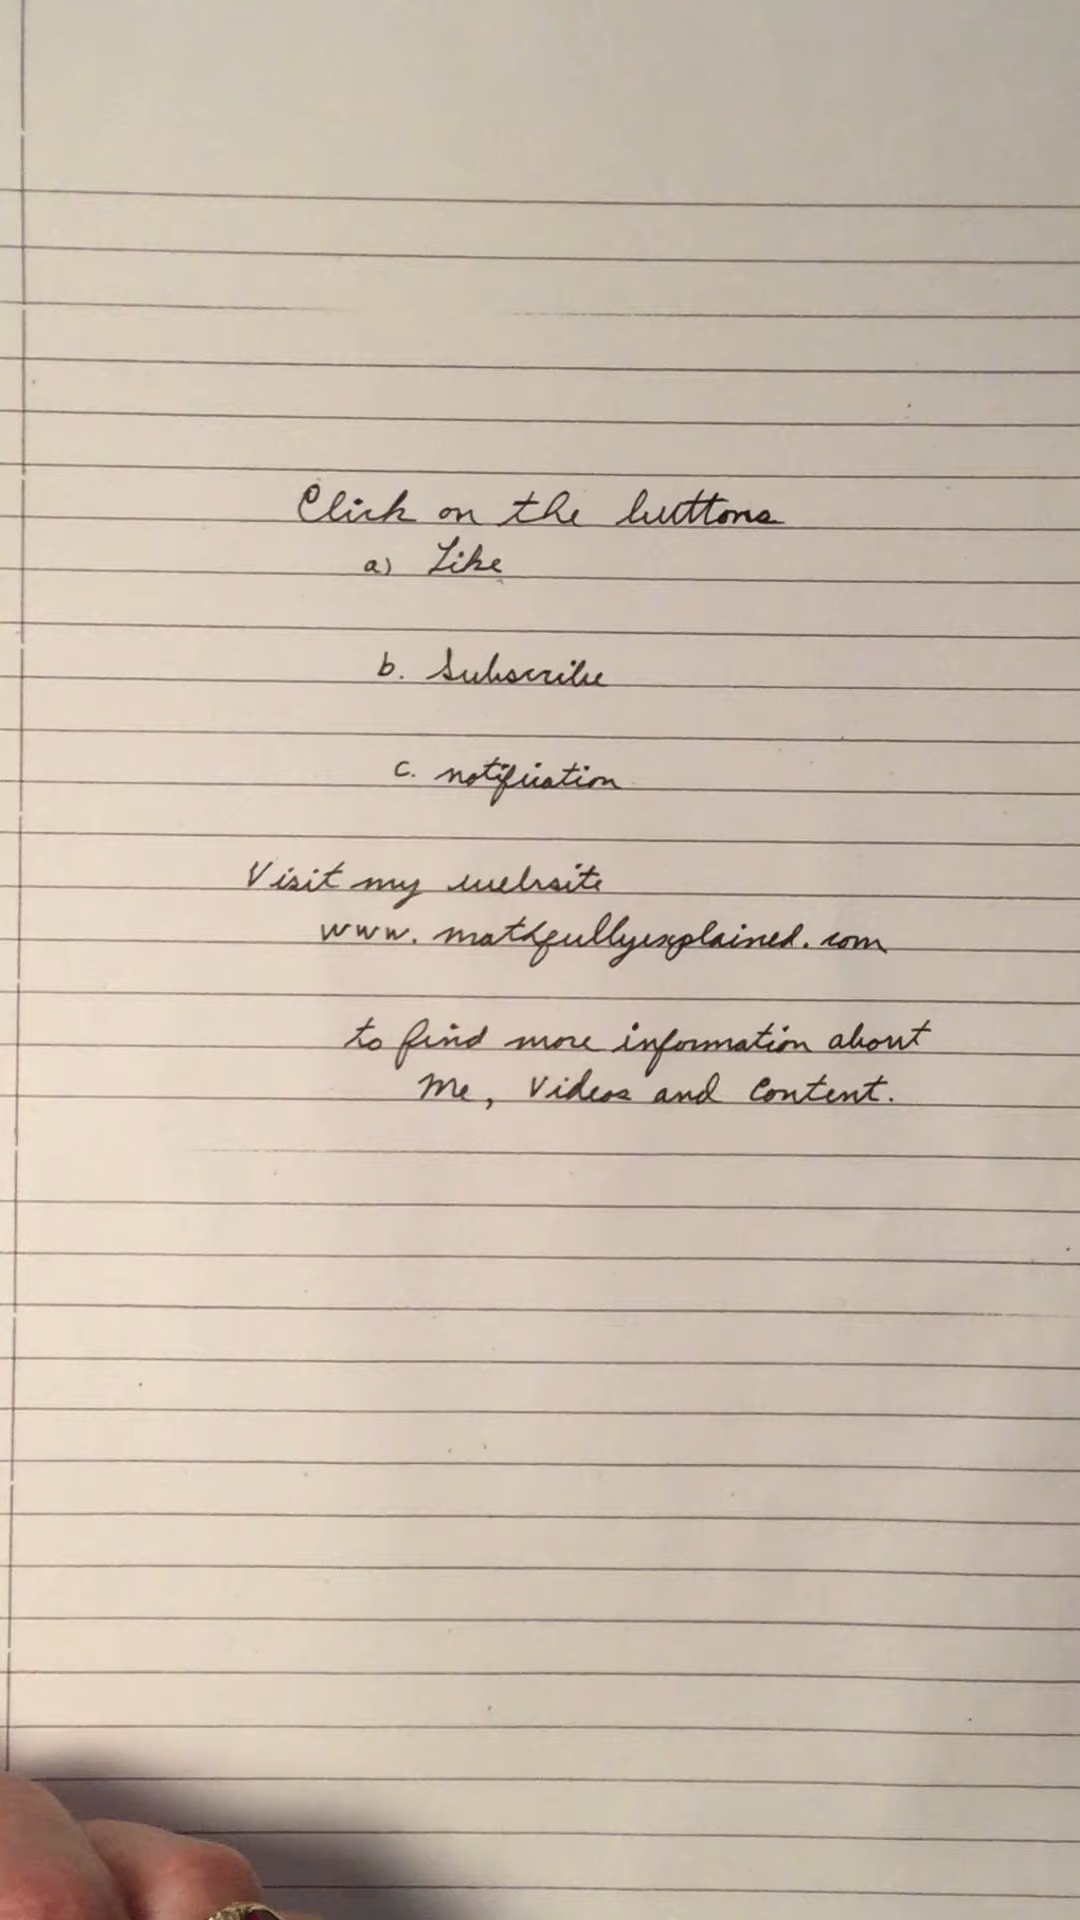 Click on the buttons
a) Like
b. Subscribe
c. notification
Visit my website
www.mathfullyexplained.com
to find more information about
Me, Videos and Content.